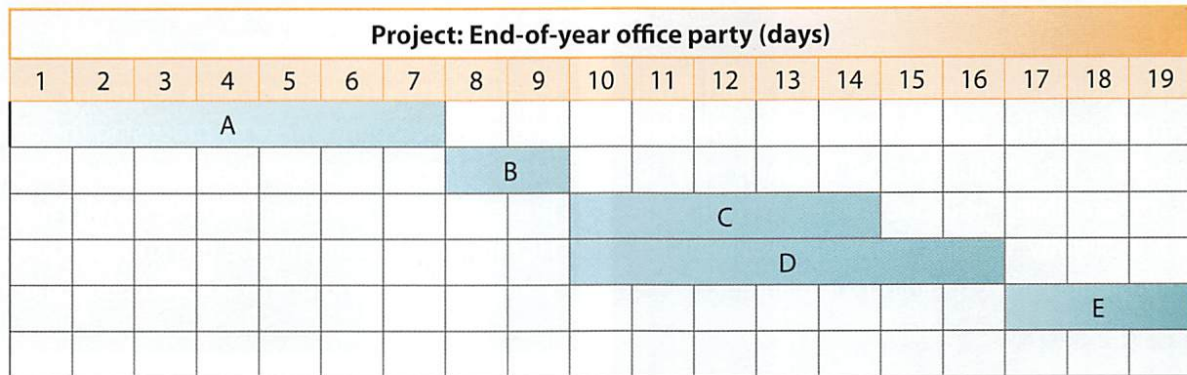 Project: End-of-year office party (days)
1 2 3 4 5 6 7 8 9 10 11 12 13 14 15 16 17 18 19
A
B
C
D
E